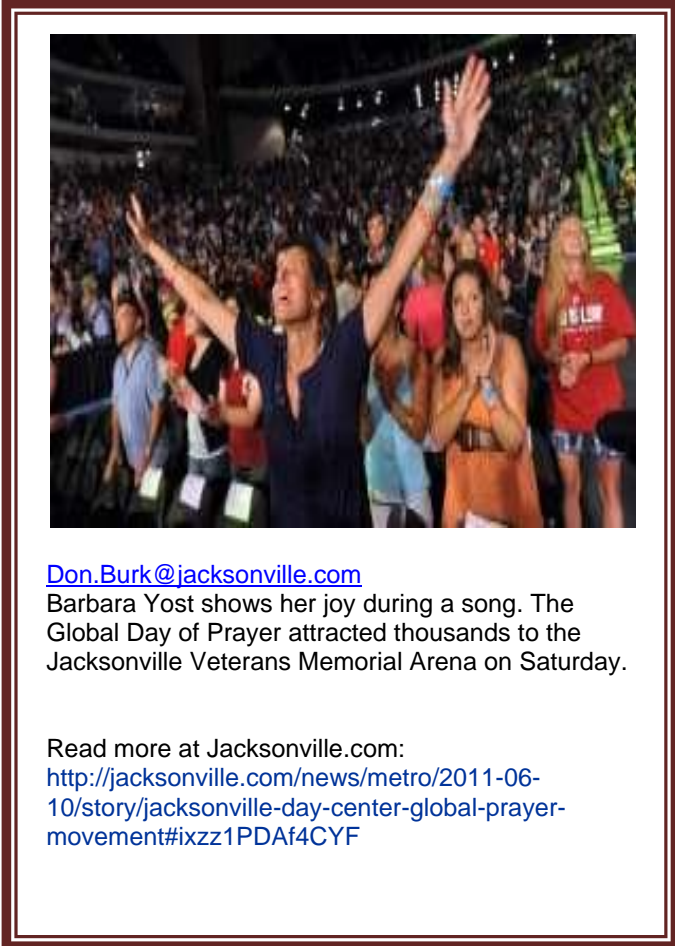 Don.Burk@jacksonville.com
Barbara Yost shows her joy during a song. The
Global Day of Prayer attracted thousands to the
Jacksonville Veterans Memorial Arena on Saturday.
Read more at Jacksonville.com:
http://jacksonville.com/news/metro/2011-06-
10/story/jacksonville-day-center-global-prayer-
movement#ixzz1PDAf4CYF